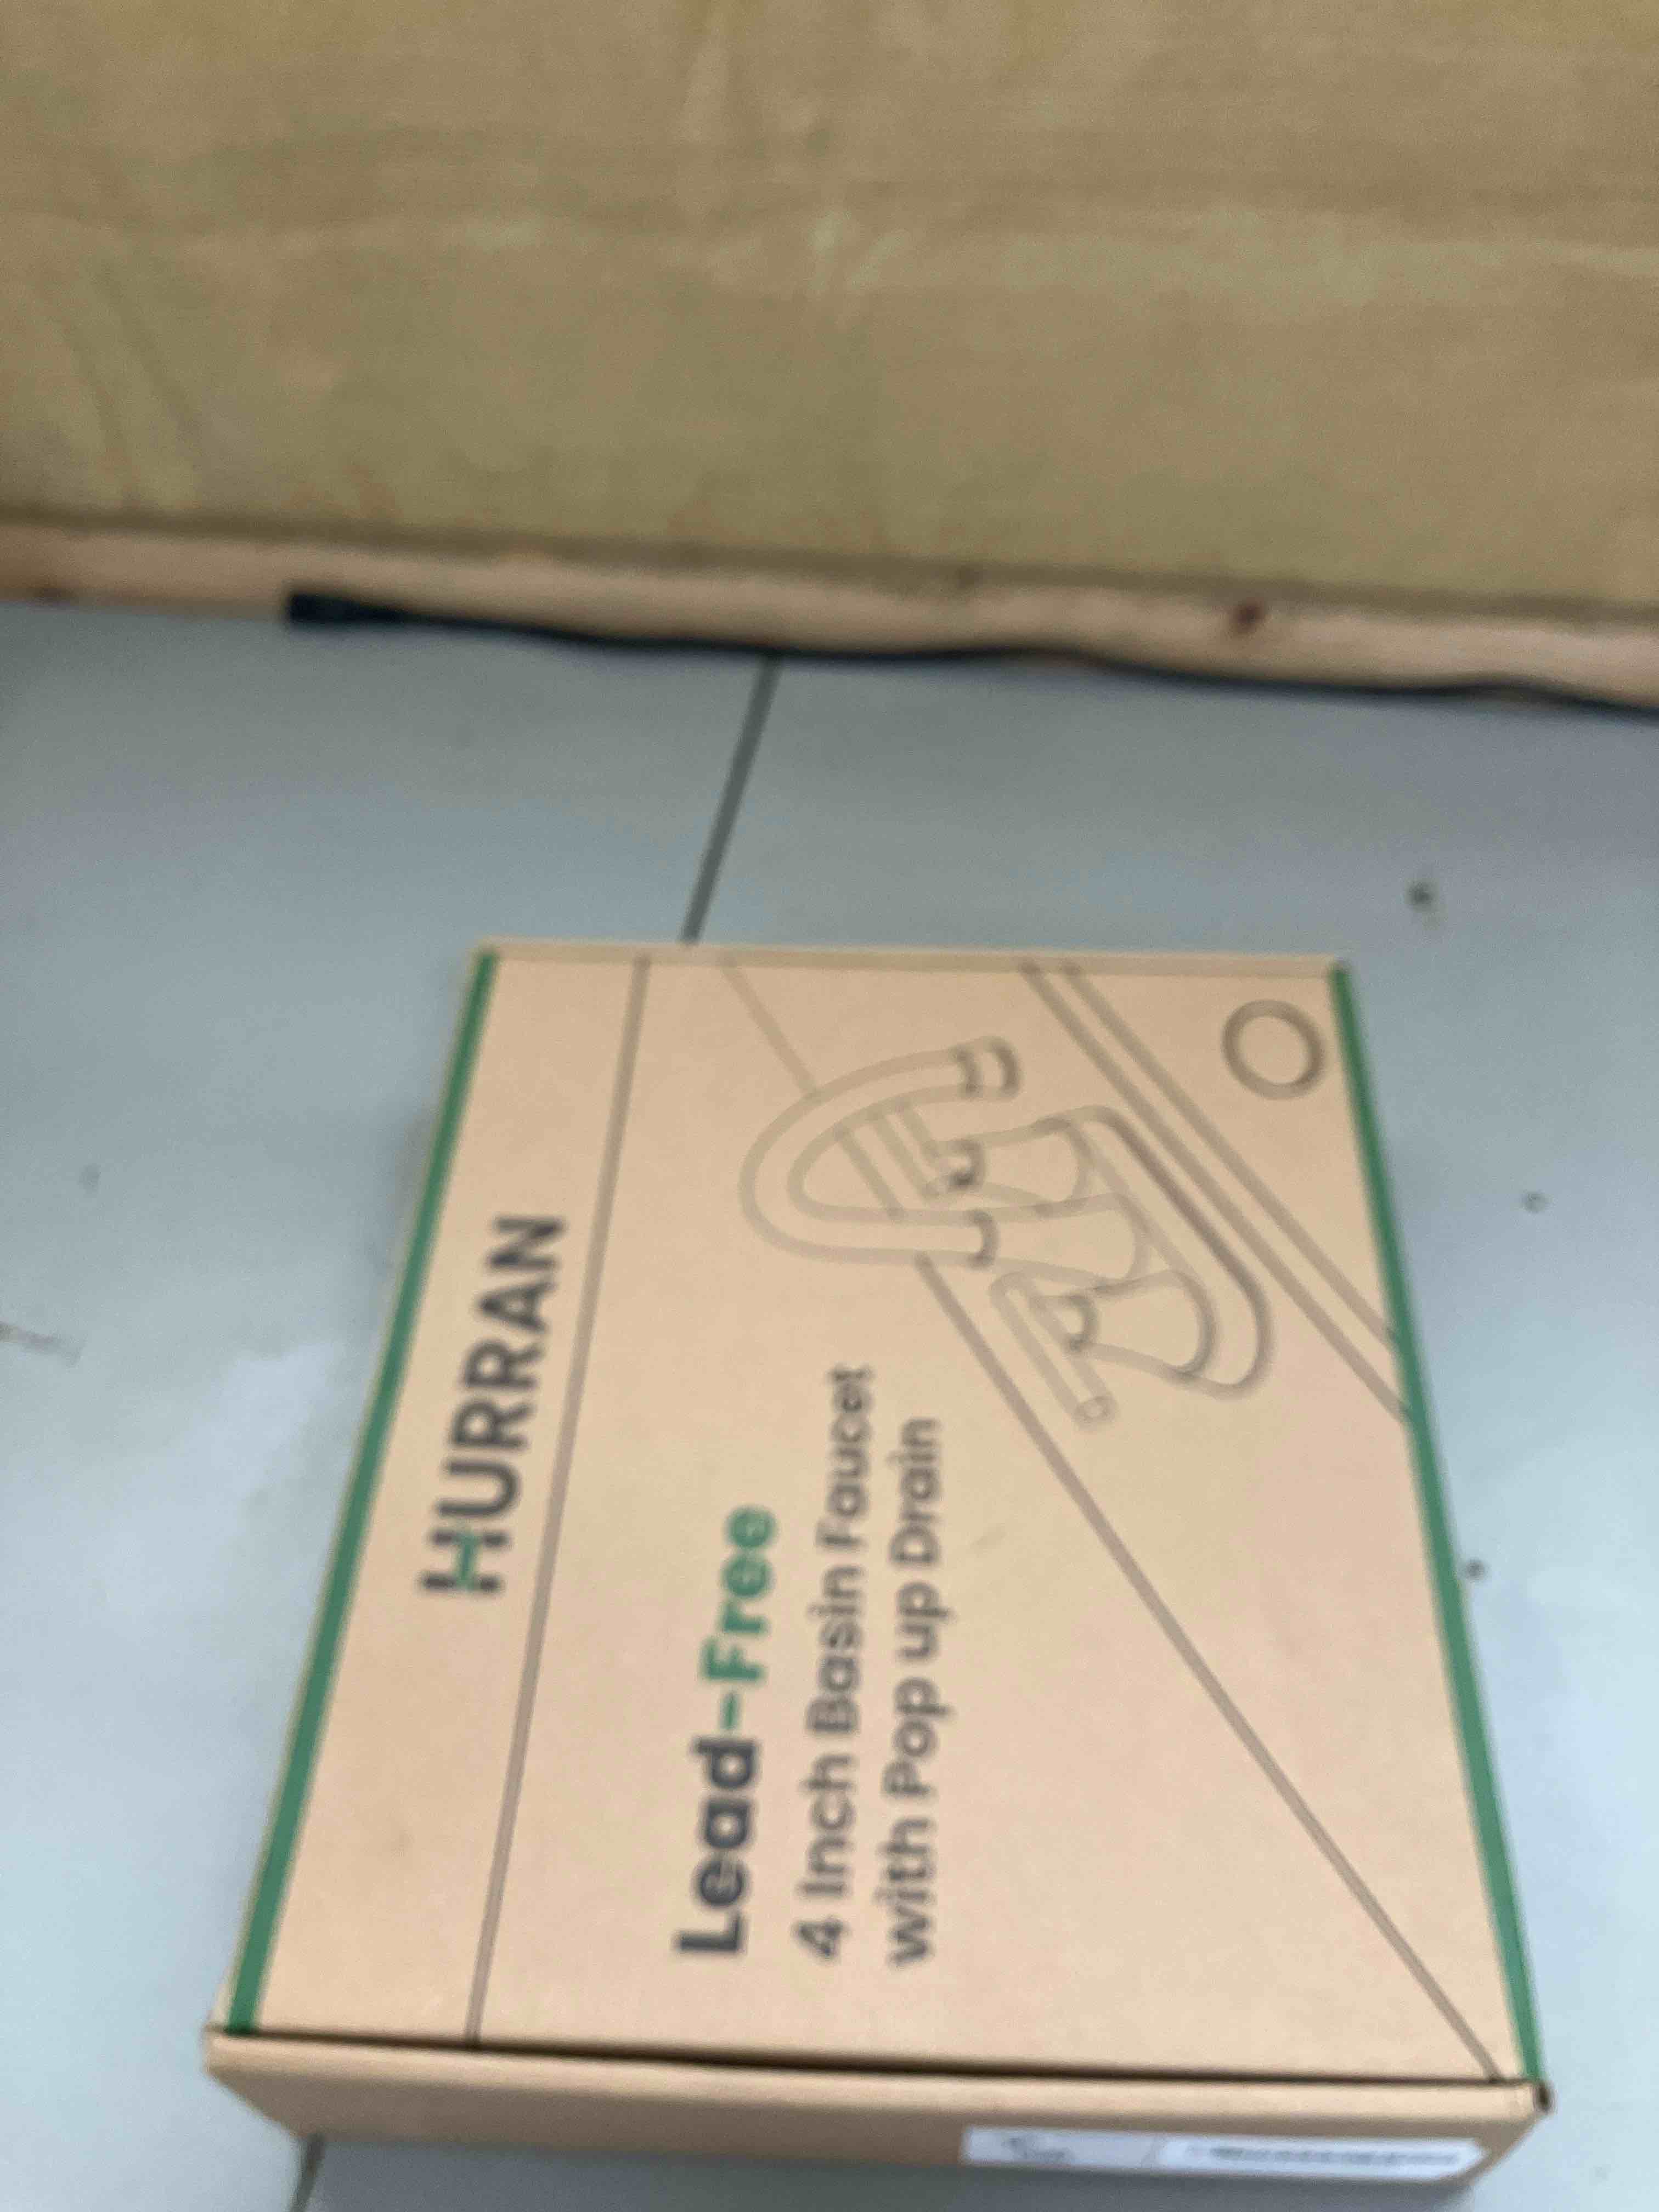 HURRAN
Lead-Free
4 Inch Basin Faucet
with Pop up Drain